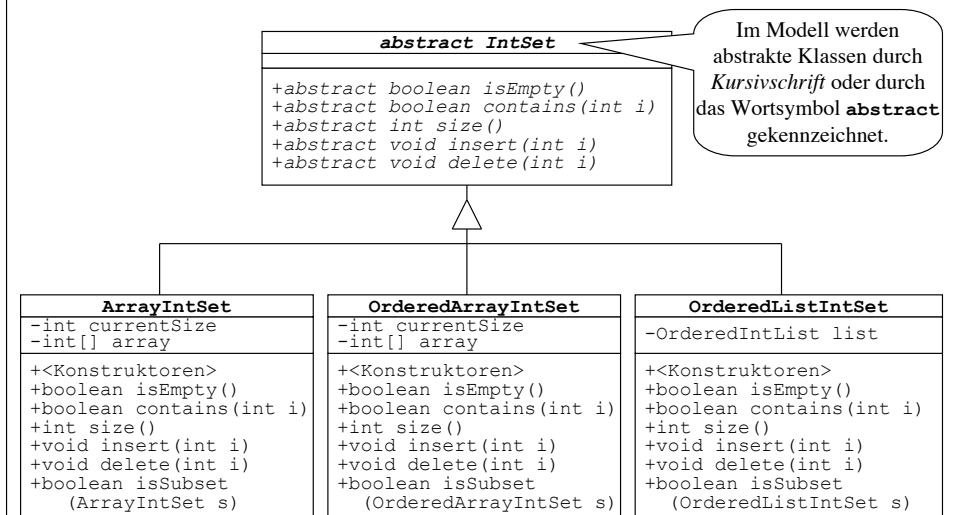 abstract IntSet
+abstract boolean isEmpty()
+abstract boolean contains(int i)
+abstract int size()
+abstract void insert(int i)
+abstract void delete(int i)
Im Modell werden
abstrakte Klassen durch
Kursivschrift oder durch
das Wortsymbol abstract
gekennzeichnet.
ArrayIntSet
-int currentSize
-int[] array
+<Konstruktoren>
+boolean isEmpty()
+boolean contains(int i)
+int size()
+void insert(int i)
+void delete(int i)
+boolean isSubset
(ArrayIntSet s)
OrderedArrayIntSet
-int currentSize
-int[] array
+<Konstruktoren>
+boolean isEmpty()
+boolean contains(int i)
+int size()
+void insert(int i)
+void delete(int i)
+boolean isSubset
(OrderedArrayIntSet s)
OrderedListIntSet
-OrderedIntList list
+<Konstruktoren>
+boolean isEmpty()
+boolean contains(int i)
+int size()
+void insert(int i)
+void delete(int i)
+boolean isSubset
(OrderedListIntSet s)